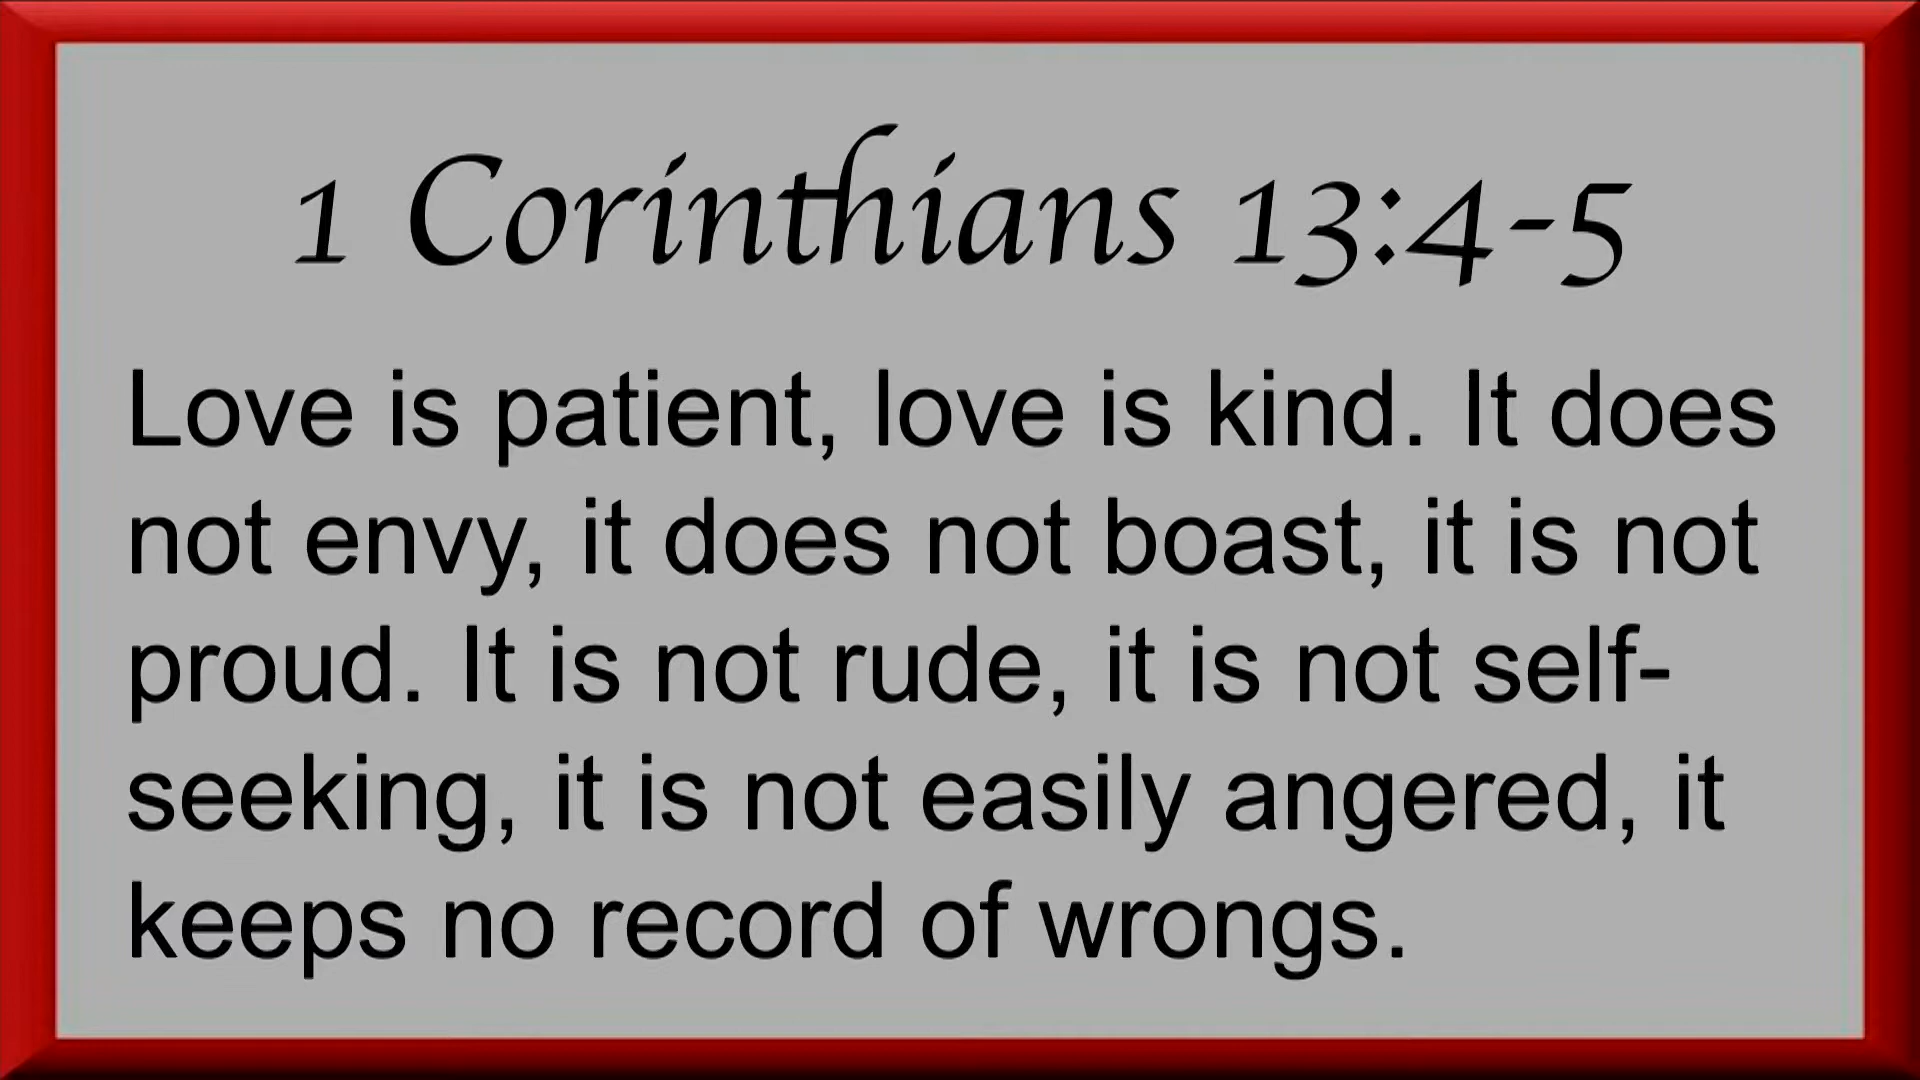 1 Corinthians 13:4-5
Love is patient, love is kind. It does
not envy, it does not boast, it is not
proud. It is not rude, it is not self-
seeking, it is not easily angered, it
keeps no record of wrongs.